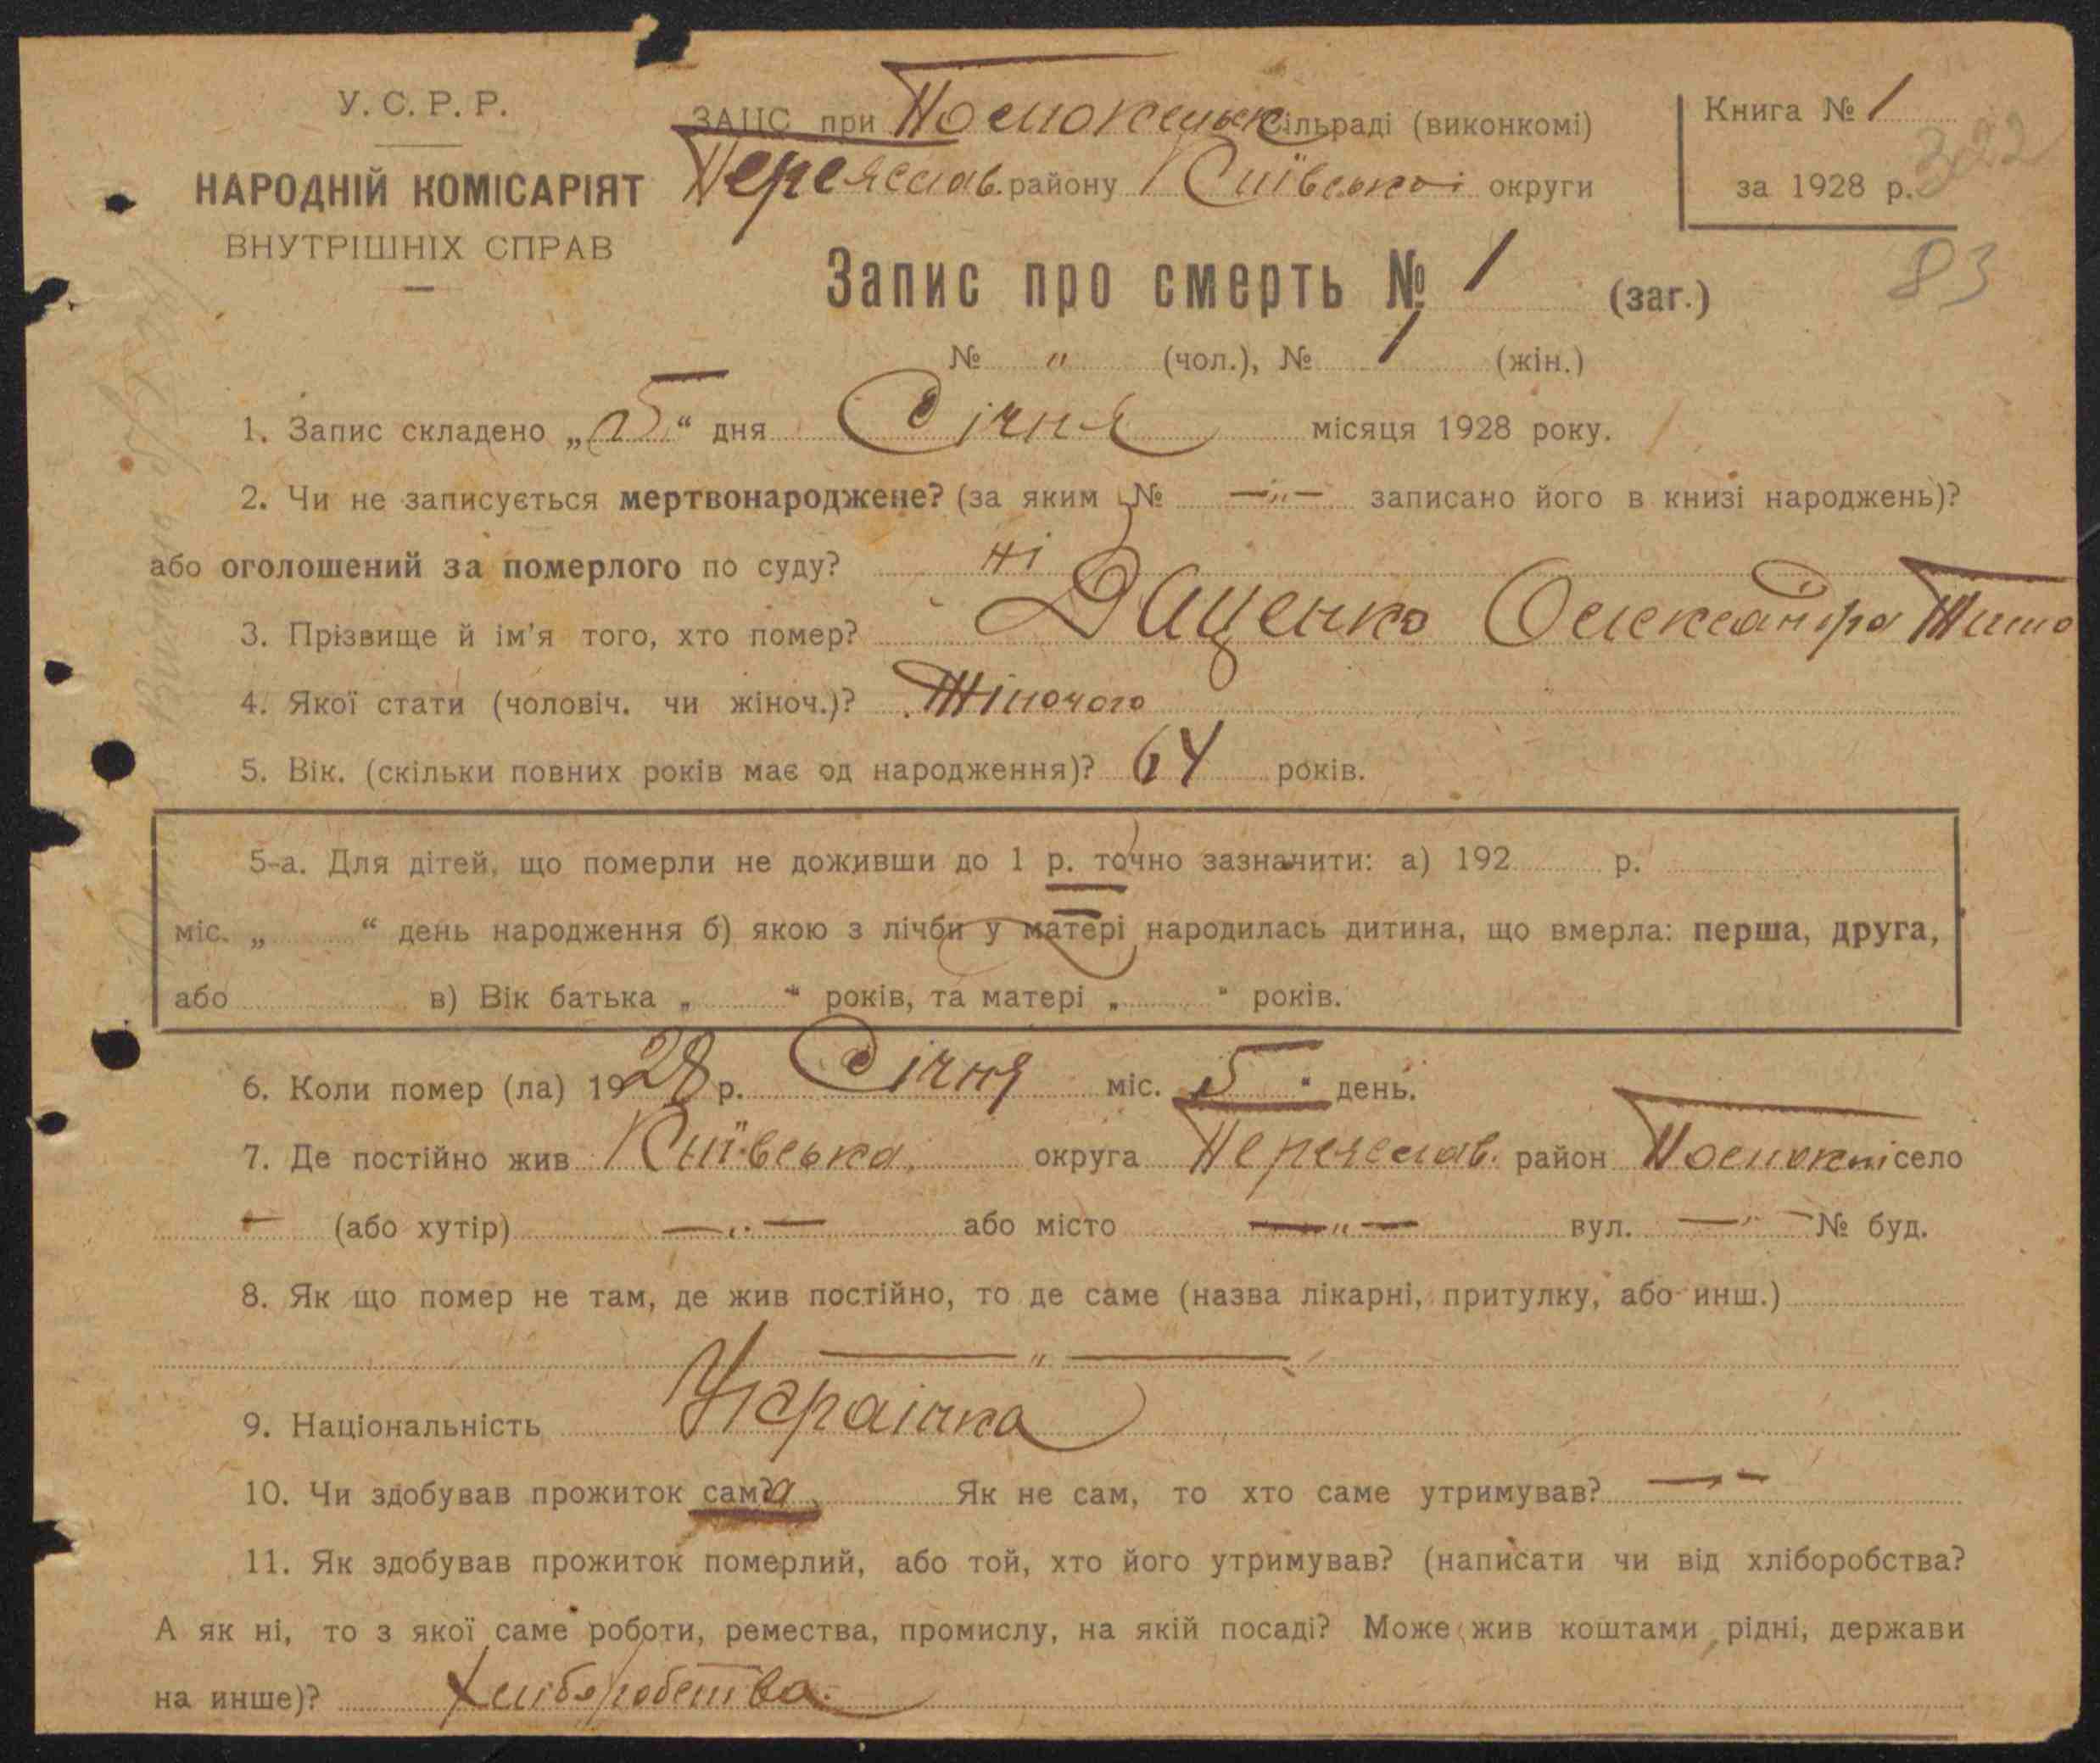 У. С. Р. Р.
НАРОДНІЙ КОМІСАРІЯТ
ВНУТРІШНІХ СПРАВ
ЗАЦС при Помоклянск сільраді (виконкомі)
Переяслав. району Київської округи
Книга № 1
за 1928 р.
322
83
Запис про смерть № 1 (заг.)
№ " (чол.), № 1 (жін.)
1. Запис складено „5“ дня Січня місяця 1928 року.
2. Чи не записується мертвонароджене? (за яким № —„— записано його в книзі народжень)?
або оголошений за померлого по суду? ні
3. Прізвище й ім'я того, хто помер? Даценко Олександра Тимо
4. Якої стати (чоловіч. чи жіноч.)? Жіночого
5. Вік. (скільки повних років має од народження)? 64 років.
5-а. Для дітей, що померли не доживши до 1 р. точно зазначити: а) 192 р.
міс. „ “ день народження б) якою з лічби у матері народилась дитина, що вмерла: перша, друга,
або в) Вік батька „ “ років, та матері „ “ років.
6. Коли помер (ла) 1928 р. Січня міс. 5 " день.
7. Де постійно жив Київська округа Переяслав. район Помоклі село
— (або хутір) —„— або місто —„— вул. —„— № буд.
8. Як що помер не там, де жив постійно, то де саме (назва лікарні, притулку, або инш.)
—„—
9. Національність Украінка
10. Чи здобував прожиток сама Як не сам, то хто саме утримував? —„—
11. Як здобував прожиток померлий, або той, хто його утримував? (написати чи від хліборобства?
А як ні, то з якої саме роботи, ремества, промислу, на якій посаді? Може жив коштами рідні, держави
на инше)? Хліборобства.